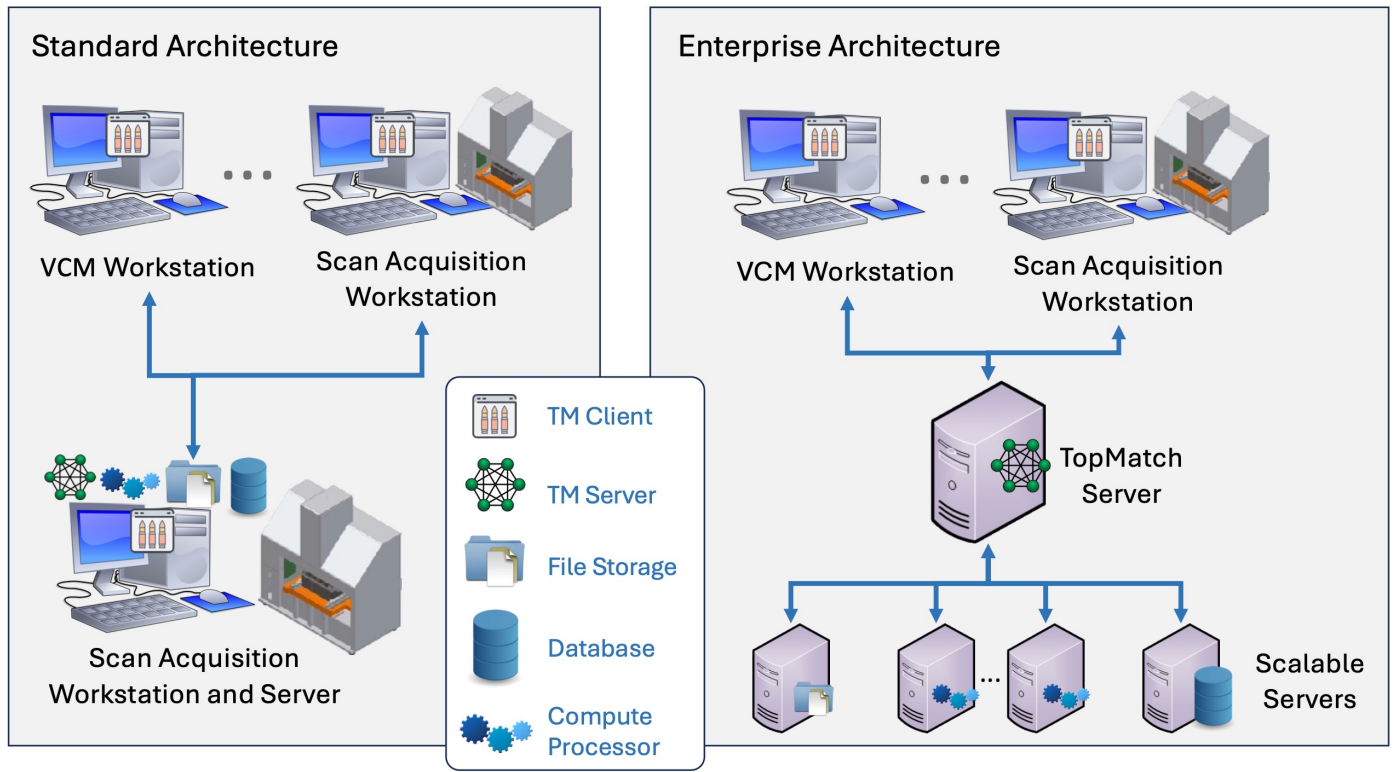 Standard Architecture
VCM Workstation
Scan Acquisition
Workstation
Scan Acquisition
Workstation and Server
TM Client
TM Server
File Storage
Database
Compute
Processor
Enterprise Architecture
VCM Workstation
Scan Acquisition
Workstation
TopMatch
Server
Scalable
Servers